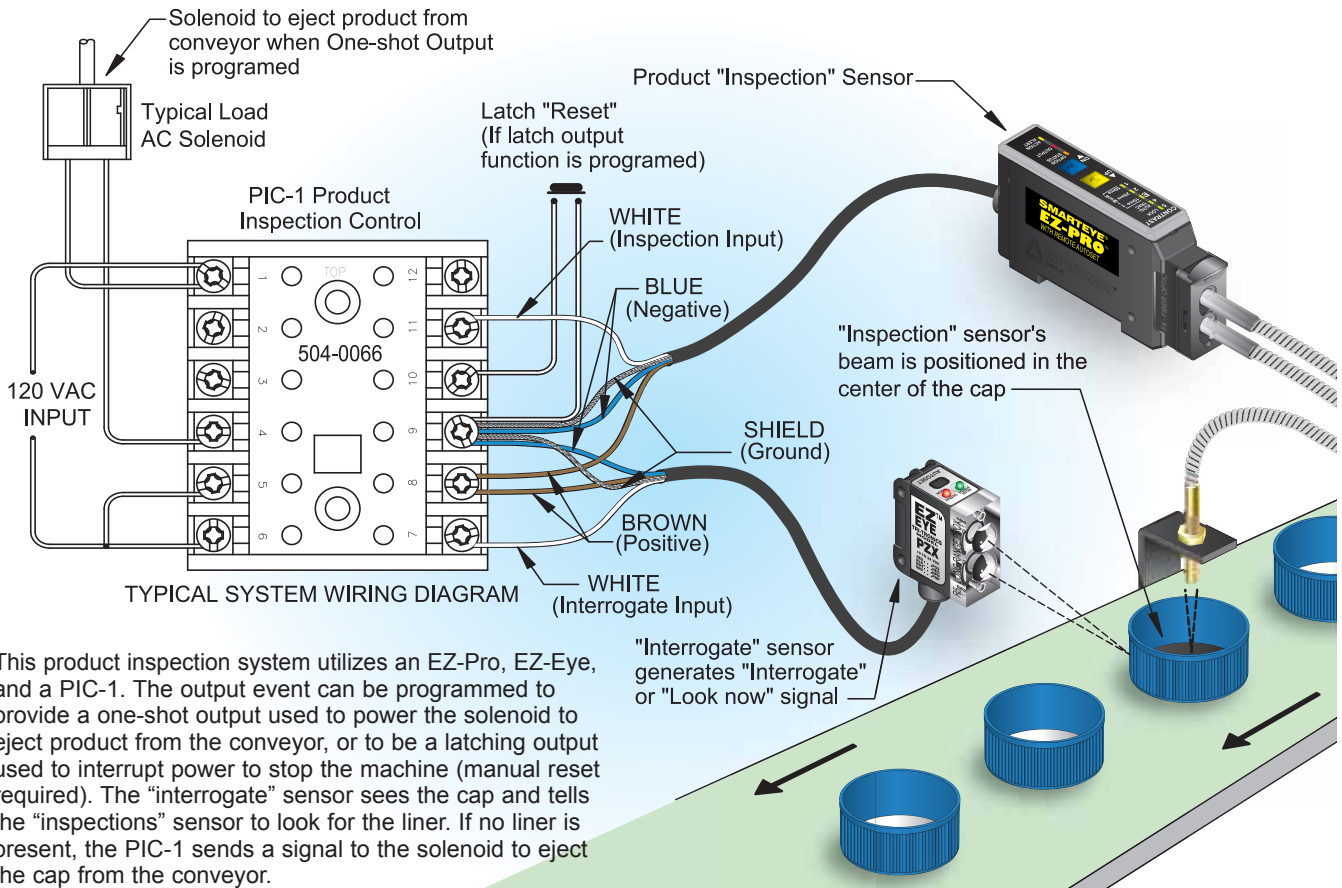 Solenoid to eject product from
conveyor when One-shot Output
is programed
Typical Load
AC Solenoid
Product "Inspection" Sensor
Latch "Reset"
(If latch output
function is programed)
PIC-1 Product
Inspection Control
WHITE
(Inspection Input)
BLUE
(Negative)
"Inspection" sensor's
beam is positioned in the
center of the cap
120 VAC
INPUT
TOP
504-0066
1
2
3
4
5
6
12
11
10
9
8
7
SHIELD
(Ground)
BROWN
(Positive)
WHITE
(Interrogate Input)
TYPICAL SYSTEM WIRING DIAGRAM
"Interrogate" sensor
generates "Interrogate"
or "Look now" signal
SMARTEYE
EZ-PRO
WITH REMOTE AUTOSET
CONTRAST
FIBER OPTIC
AUTOSET
EZ
EYE
TM
PZX
This product inspection system utilizes an EZ-Pro, EZ-Eye,
and a PIC-1. The output event can be programmed to
provide a one-shot output used to power the solenoid to
eject product from the conveyor, or to be a latching output
used to interrupt power to stop the machine (manual reset
required). The “interrogate” sensor sees the cap and tells
the “inspections” sensor to look for the liner. If no liner is
present, the PIC-1 sends a signal to the solenoid to eject
the cap from the conveyor.